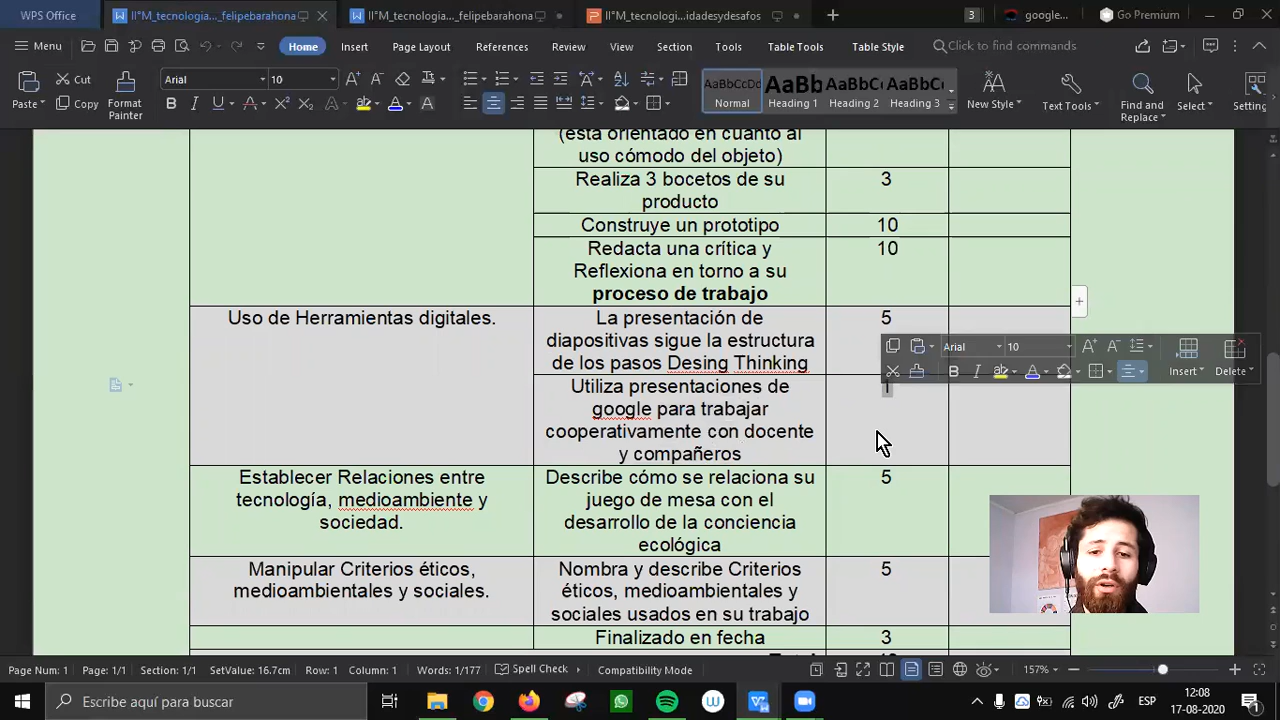 WPS Office
II°M_tecnologia..._felipebarahona
II°M_tecnologia..._felipebarahona
II°M_tecnologi...idadesydesafos
3
google...
Go Premium
Menu
Home
Insert
Page Layout
References
Review
View
Section
Tools
Table Tools
Table Style
Click to find commands
Paste
Cut
Copy
Format
Painter
Arial
10
AaBbCcDd
Normal
AaBb
Heading 1
AaBbC
Heading 2
AaBbC
Heading 3
New Style
Text Tools
Find and
Replace
Select
Setting
(está orientado en cuanto al
uso cómodo del objeto)
Realiza 3 bocetos de su
producto
3
Construye un prototipo
10
Redacta una crítica y
Reflexiona en torno a su
proceso de trabajo
10
Uso de Herramientas digitales.
La presentación de
diapositivas sigue la estructura
de los pasos Desing Thinking
5
Arial
10
Insert
Delete
Utiliza presentaciones de
google para trabajar
cooperativamente con docente
y compañeros
1
Establecer Relaciones entre
tecnología, medioambiente y
sociedad.
Describe cómo se relaciona su
juego de mesa con el
desarrollo de la conciencia
ecológica
5
Manipular Criterios éticos,
medioambientales y sociales.
Nombra y describe Criterios
éticos, medioambientales y
sociales usados en su trabajo
5
Finalizado en fecha
3
Page Num: 1
Page: 1/1
Section: 1/1
SetValue: 16.7cm
Row: 1
Column: 1
Words: 1/177
Spell Check
Compatibility Mode
157%
Escribe aquí para buscar
ESP
12:08
17-08-2020